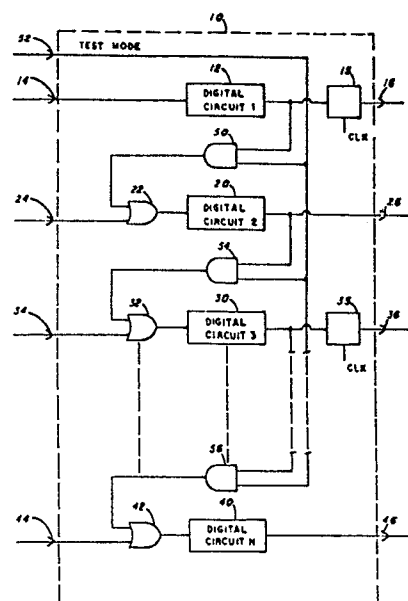 10
52
TEST MODE
14
12
DIGITAL
CIRCUIT 1
15
16
CLK
50
24
22
20
DIGITAL
CIRCUIT 2
26
54
34
32
30
DIGITAL
CIRCUIT 3
35
36
CLK
56
44
42
40
DIGITAL
CIRCUIT N
46